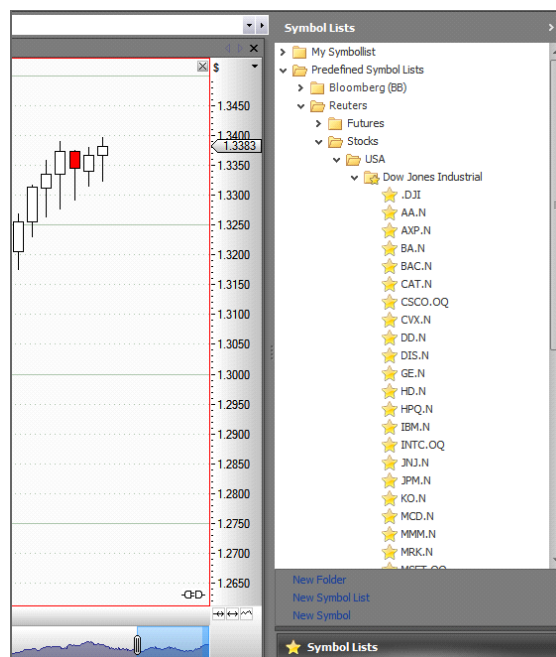 Symbol Lists
My Symbollist
Predefined Symbol Lists
Bloomberg (BB)
Reuters
Futures
Stocks
USA
Dow Jones Industrial
.DJI
AA.N
AXP.N
BA.N
BAC.N
CAT.N
CSCO.OQ
CVX.N
DD.N
DIS.N
GE.N
HD.N
HPQ.N
IBM.N
INTC.OQ
JNJ.N
JPM.N
KO.N
MCD.N
MMM.N
MRK.N
MSFT.OQ
New Folder
New Symbol List
New Symbol
Symbol Lists
$
1.3450
1.3400
1.3383
1.3350
1.3300
1.3250
1.3200
1.3150
1.3100
1.3050
1.3000
1.2950
1.2900
1.2850
1.2800
1.2750
1.2700
1.2650